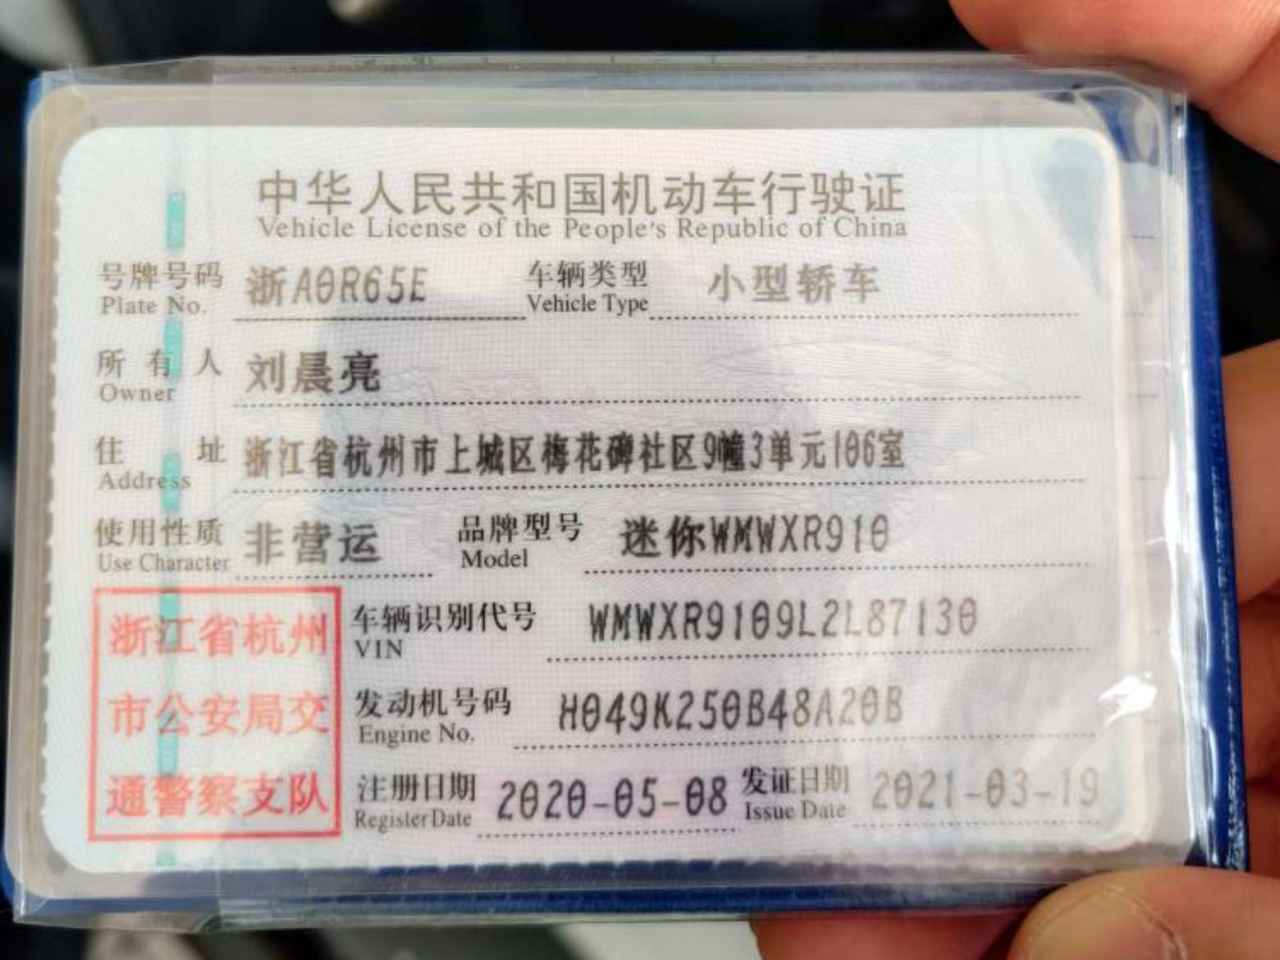 中华人民共和国机动车行驶证
Vehicle License of the People's Republic of China
号牌号码 浙A0R65E 车辆类型 小型轿车
Plate No. Vehicle Type
所有人 刘晨亮
Owner
住址 浙江省杭州市上城区梅花碑社区9幢3单元106室
Address
使用性质 非营运 品牌型号 迷你WMWXR910
Use Character Model
浙江省杭州
市公安局交
通警察支队
车辆识别代号 WMWXR9109L2L87130
VIN
发动机号码 H049K250B48A20B
Engine No.
注册日期 2020-05-08 发证日期 2021-03-19
Register Date Issue Date